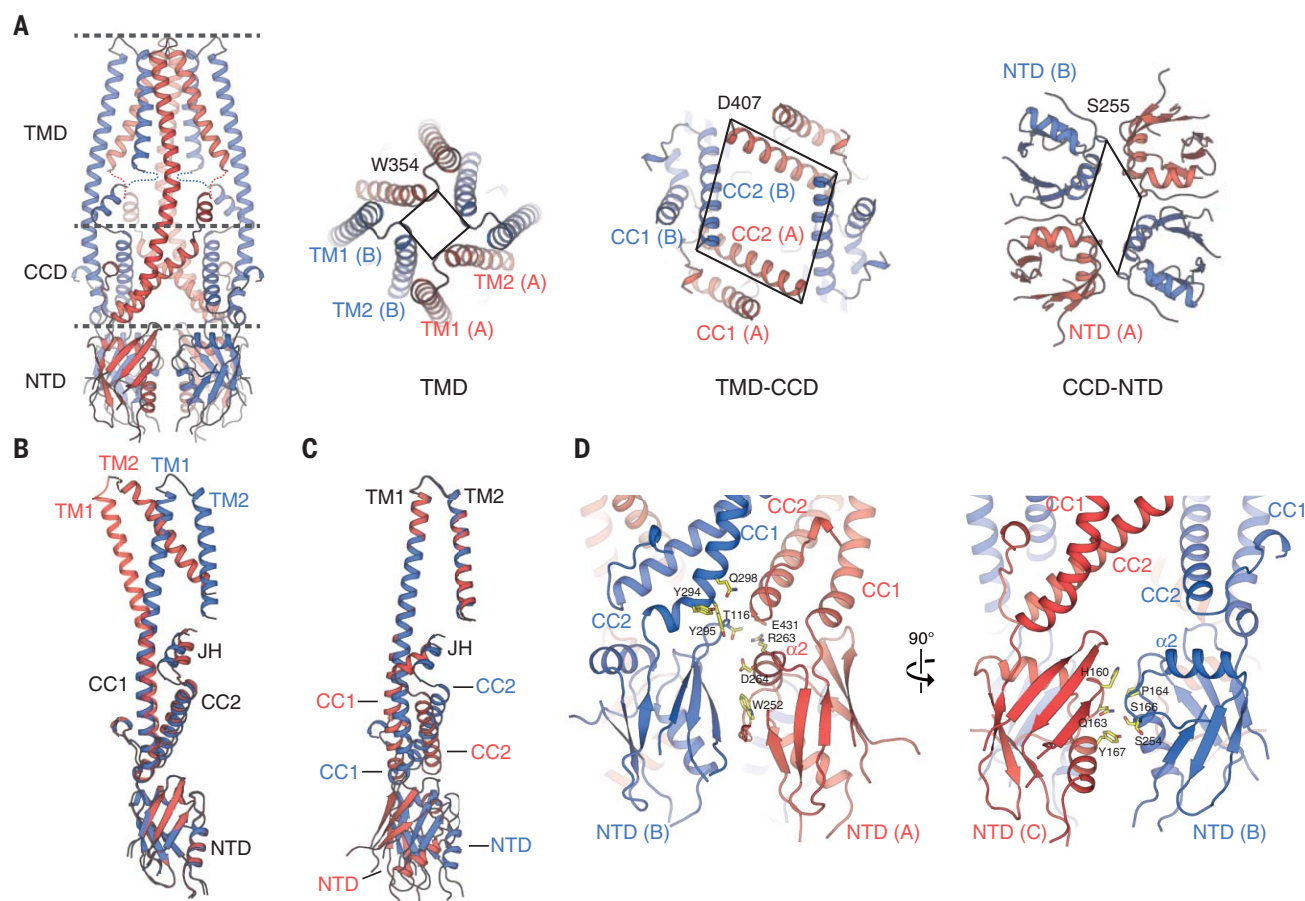 A
TMD
CCD
NTD
W354
TM1 (B)
TM2 (B)
TM2 (A)
TM1 (A)
TMD
D407
CC2 (B)
CC1 (B)
CC2 (A)
CC1 (A)
TMD-CCD
NTD (B)
S255
NTD (A)
CCD-NTD
B
TM2
TM1
TM1
TM2
JH
CC1
CC2
NTD
C
TM1
TM2
JH
CC1
CC2
CC2
CC1
NTD
NTD
D
CC2
CC1
CC1
Q298
Y294
T116
CC2
Y295
E431
R263
α2
D264
W252
NTD (B)
NTD (A)
90°
CC1
CC1
CC2
CC2
α2
H160
P164
S166
Q163
S254
Y167
NTD (C)
NTD (B)